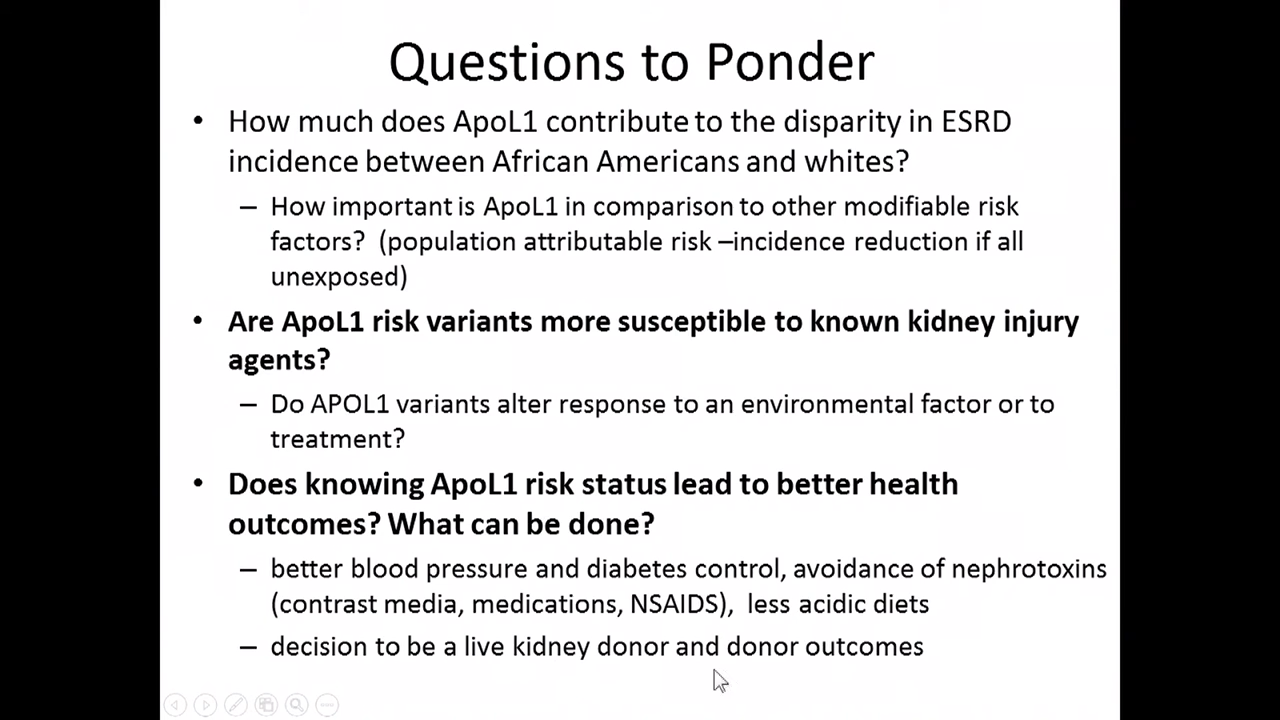 Questions to Ponder
• How much does ApoL1 contribute to the disparity in ESRD
incidence between African Americans and whites?
– How important is ApoL1 in comparison to other modifiable risk
factors? (population attributable risk –incidence reduction if all
unexposed)
• Are ApoL1 risk variants more susceptible to known kidney injury
agents?
– Do APOL1 variants alter response to an environmental factor or to
treatment?
• Does knowing ApoL1 risk status lead to better health
outcomes? What can be done?
– better blood pressure and diabetes control, avoidance of nephrotoxins
(contrast media, medications, NSAIDS), less acidic diets
– decision to be a live kidney donor and donor outcomes